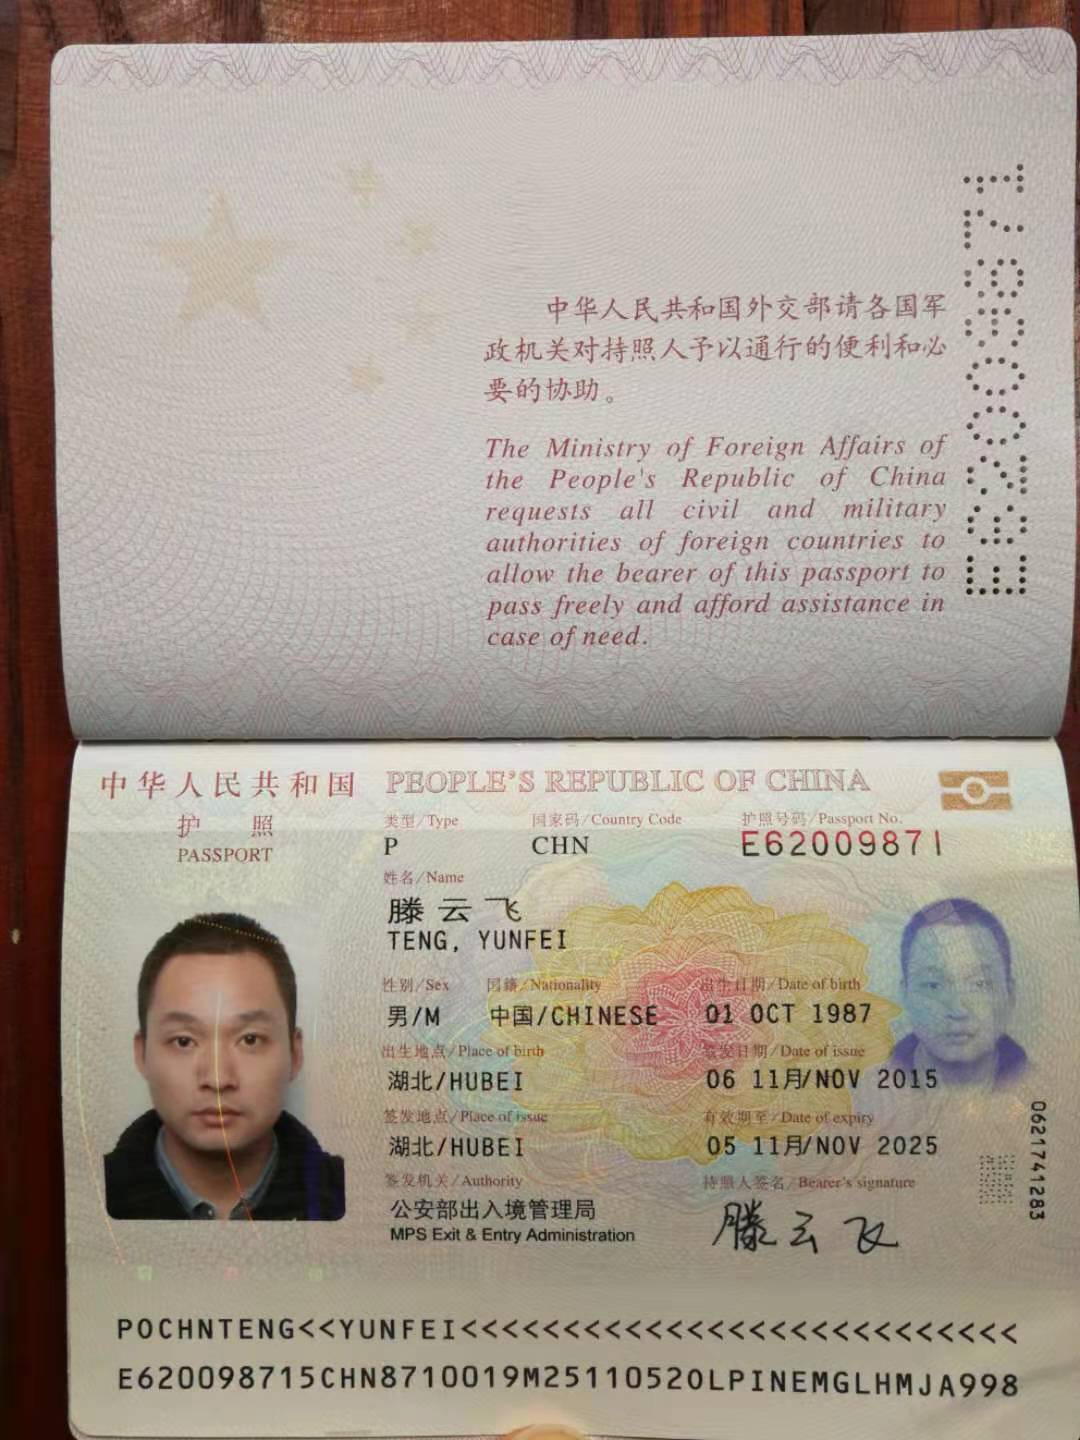 中华人民共和国外交部请各国军
政机关对持照人予以通行的便利和必
要的协助。
The Ministry of Foreign Affairs of
the People's Republic of China
requests all civil and military
authorities of foreign countries to
allow the bearer of this passport to
pass freely and afford assistance in
case of need.
E62009871
中华人民共和国 PEOPLE'S REPUBLIC OF CHINA
护 照
PASSPORT
类型/Type 国家码/Country Code 护照号码/Passport No.
P CHN E62009871
姓名/Name
滕云飞
TENG, YUNFEI
性别/Sex 国籍/Nationality 出生日期/Date of birth
男/M 中国/CHINESE 01 OCT 1987
出生地点/Place of birth 签发日期/Date of issue
湖北/HUBEI 06 11月/NOV 2015
签发地点/Place of issue 有效期至/Date of expiry
湖北/HUBEI 05 11月/NOV 2025
签发机关/Authority 持照人签名/Bearer's signature
公安部出入境管理局
MPS Exit & Entry Administration
滕云飞
0621741283
POCHNTENG<<YUNFEI<<<<<<<<<<<<<<<<<<<<<<<<<<<
E620098715CHN8710019M2511052OLPINEMGLHMJA998